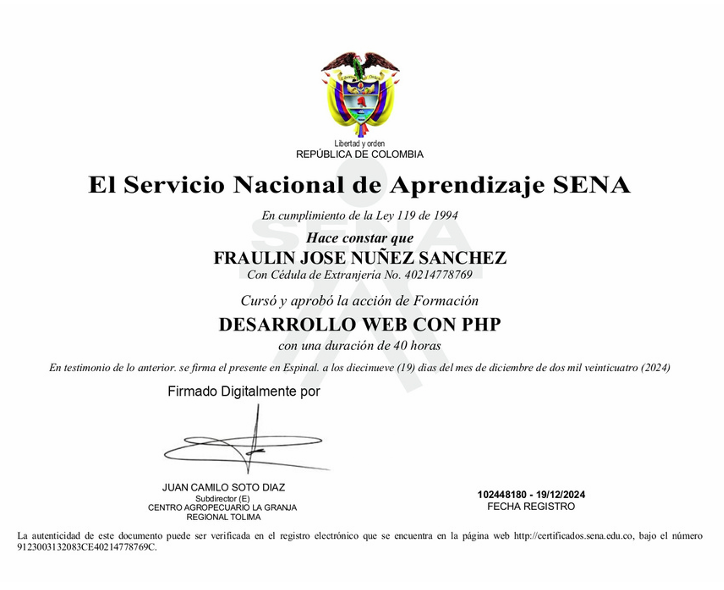 Libertad y orden
REPÚBLICA DE COLOMBIA
El Servicio Nacional de Aprendizaje SENA
En cumplimiento de la Ley 119 de 1994
SENA
Hace constar que
FRAULIN JOSE NUÑEZ SANCHEZ
Con Cédula de Extranjería No. 40214778769
Cursó y aprobó la acción de Formación
DESARROLLO WEB CON PHP
con una duración de 40 horas
En testimonio de lo anterior. se firma el presente en Espinal. a los diecinueve (19) dias del mes de diciembre de dos mil veinticuatro (2024)
Firmado Digitalmente por
JUAN CAMILO SOTO DIAZ
Subdirector (E)
CENTRO AGROPECUARIO LA GRANJA
REGIONAL TOLIMA
102448180 - 19/12/2024
FECHA REGISTRO
La autenticidad de este documento puede ser verificada en el registro electrónico que se encuentra en la página web http://certificados.sena.edu.co, bajo el número
9123003132083CE40214778769C.